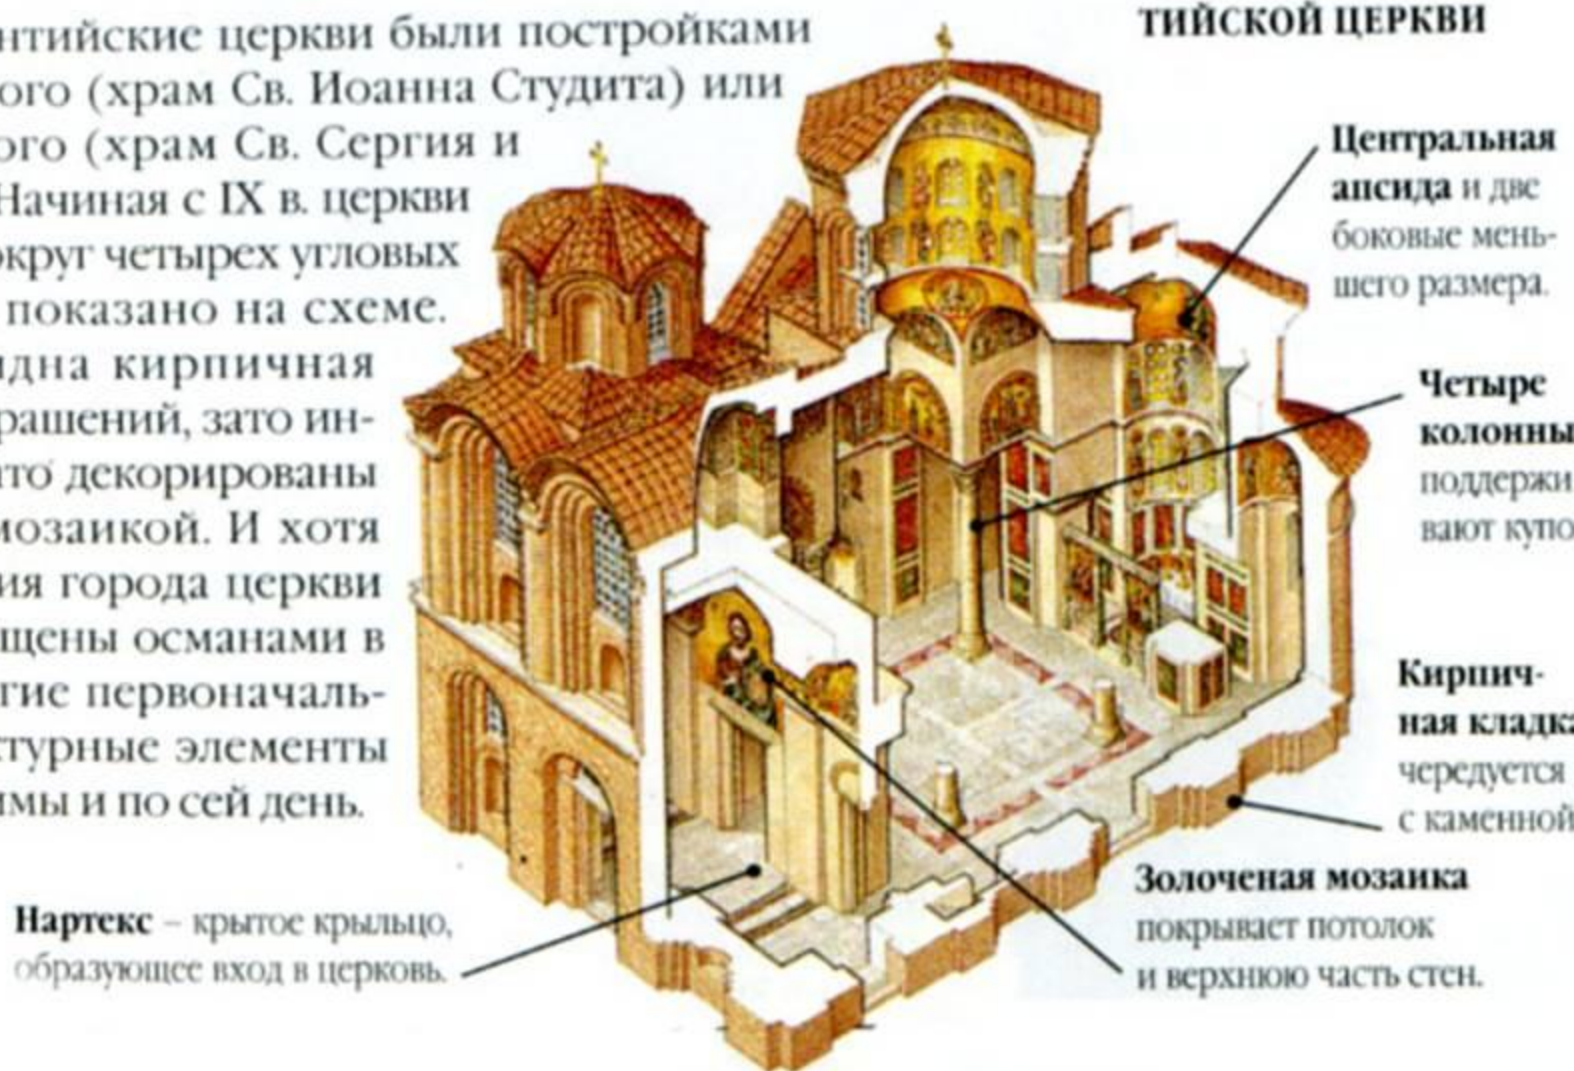 нтийские церкви были постройками
ого (храм Св. Иоанна Студита) или
ого (храм Св. Сергия и
Начиная с IX в. церкви
округ четырех угловых
показано на схеме.
идна кирпичная
рашений, зато ин-
ато декорированы
мозаикой. И хотя
ия города церкви
щены османами в
гие первоначаль-
турные элементы
имы и по сей день.
ТИЙСКОЙ ЦЕРКВИ
Центральная
апсида и две
боковые мень-
шего размера.
Четыре
колонны
поддержи
вают купо
Кирпич-
ная кладка
чередуется
с каменной
Золоченая мозаика
покрывает потолок
и верхнюю часть стен.
Нартекс – крытое крыльцо,
образующее вход в церковь.